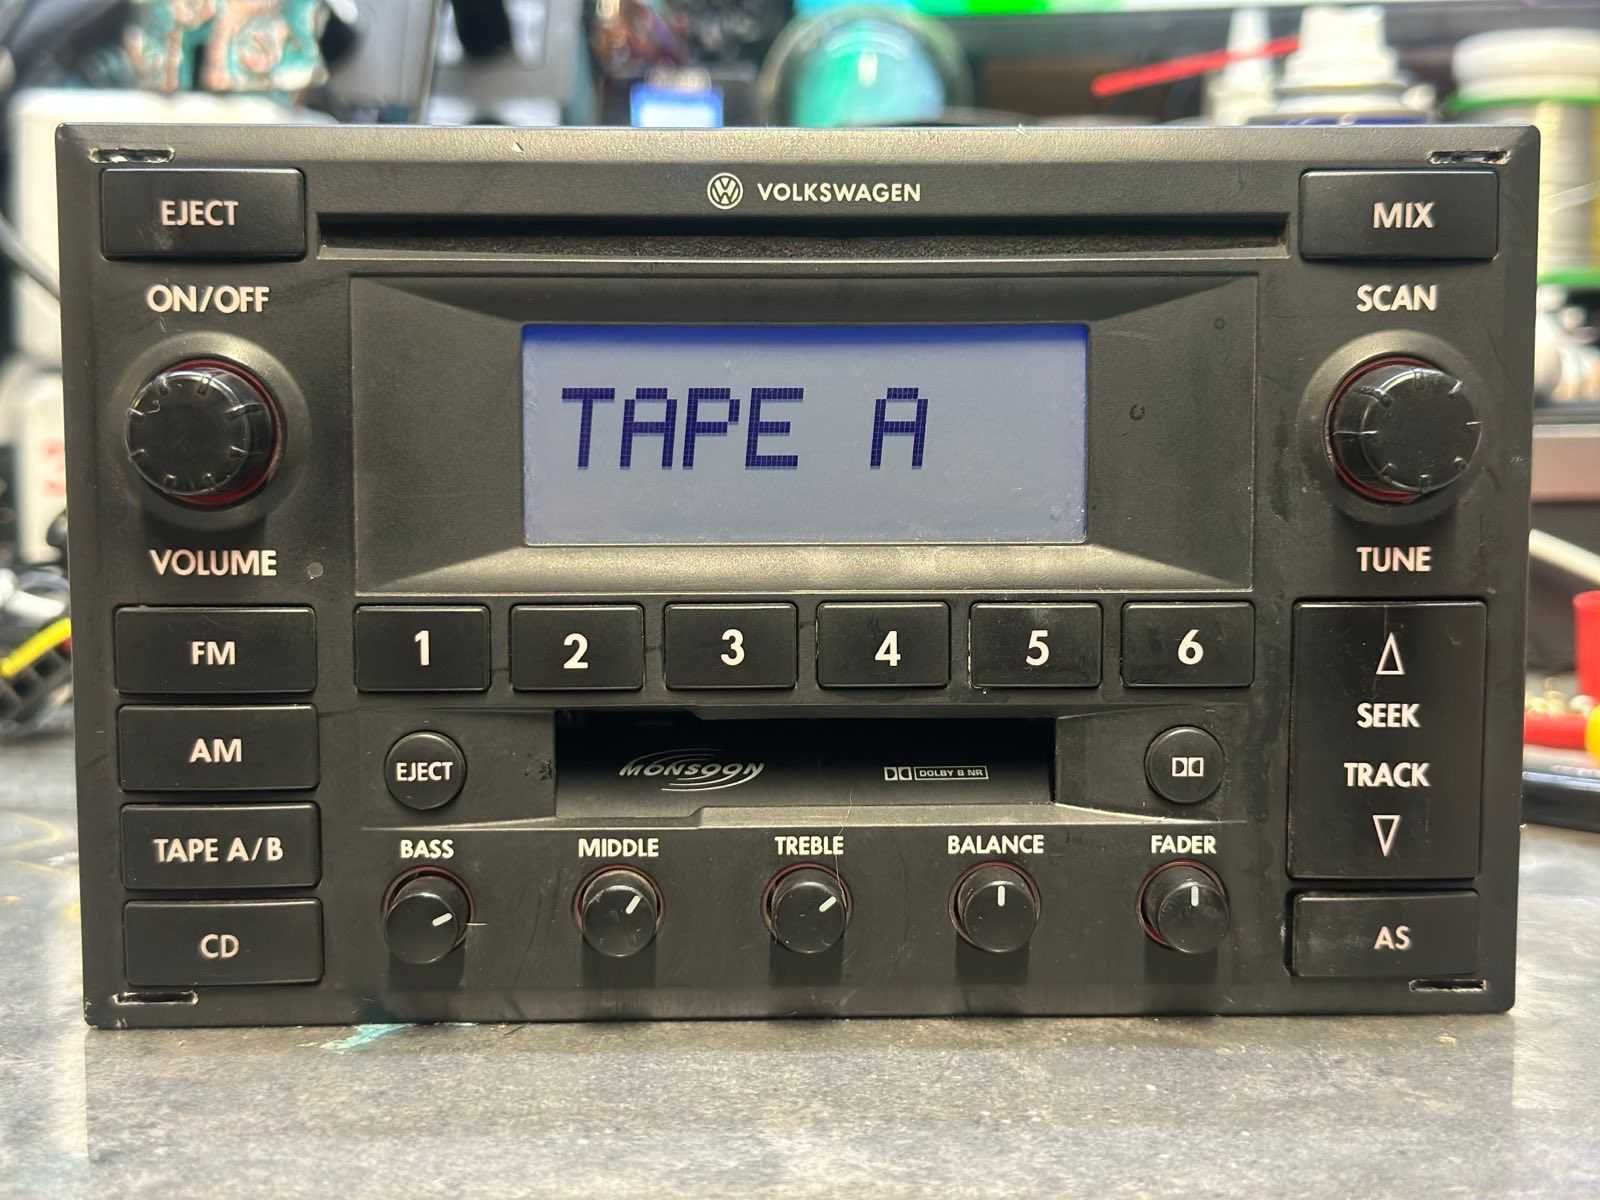 EJECT
VOLKSWAGEN
MIX
ON/OFF
SCAN
TAPE A
VOLUME
TUNE
FM
1
2
3
4
5
6
SEEK
TRACK
AM
EJECT
MONSOON
DOLBY B NR
TAPE A/B
BASS
MIDDLE
TREBLE
BALANCE
FADER
CD
AS